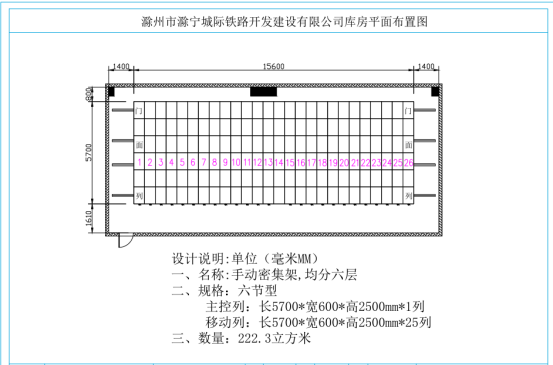 滁州市滁宁城际铁路开发建设有限公司库房平面布置图
1400 15600 1400
800
5700
1610
门 门
面 面
1 2 3 4 5 6 7 8 9 10 11 12 13 14 15 16 17 18 19 20 21 22 23 24 25 26
列 列
设计说明:单位（毫米MM）
一、名称:手动密集架,均分六层
二、规格：六节型
主控列：长5700*宽600*高2500mm*1列
移动列：长5700*宽600*高2500mm*25列
三、数量：222.3立方米